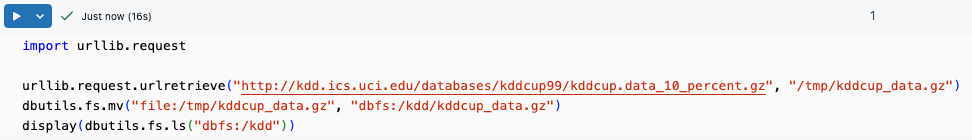 Just now (16s)
1
import urllib.request
urllib.request.urlretrieve("http://kdd.ics.uci.edu/databases/kddcup99/kddcup.data_10_percent.gz", "/tmp/kddcup_data.gz")
dbutils.fs.mv("file:/tmp/kddcup_data.gz", "dbfs:/kdd/kddcup_data.gz")
display(dbutils.fs.ls("dbfs:/kdd"))